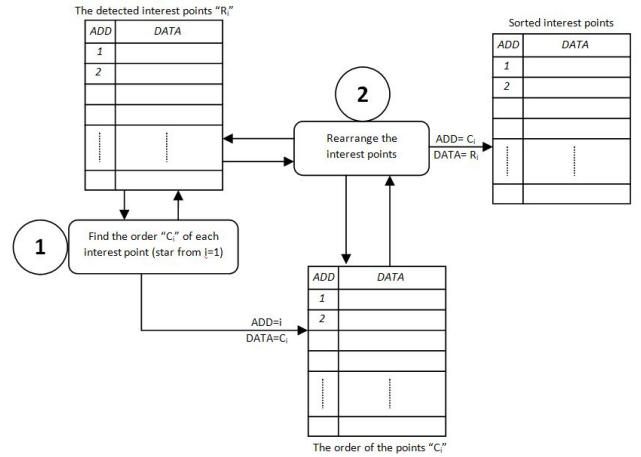 The detected interest points “Rᵢ”
ADD DATA
1
2
Sorted interest points
ADD DATA
1
2
2
Rearrange the
interest points
ADD= Cᵢ
DATA= Rᵢ
1
Find the order “Cᵢ” of each
interest point (star from i=1)
ADD=i
DATA=Cᵢ
ADD DATA
1
2
The order of the points “Cᵢ”